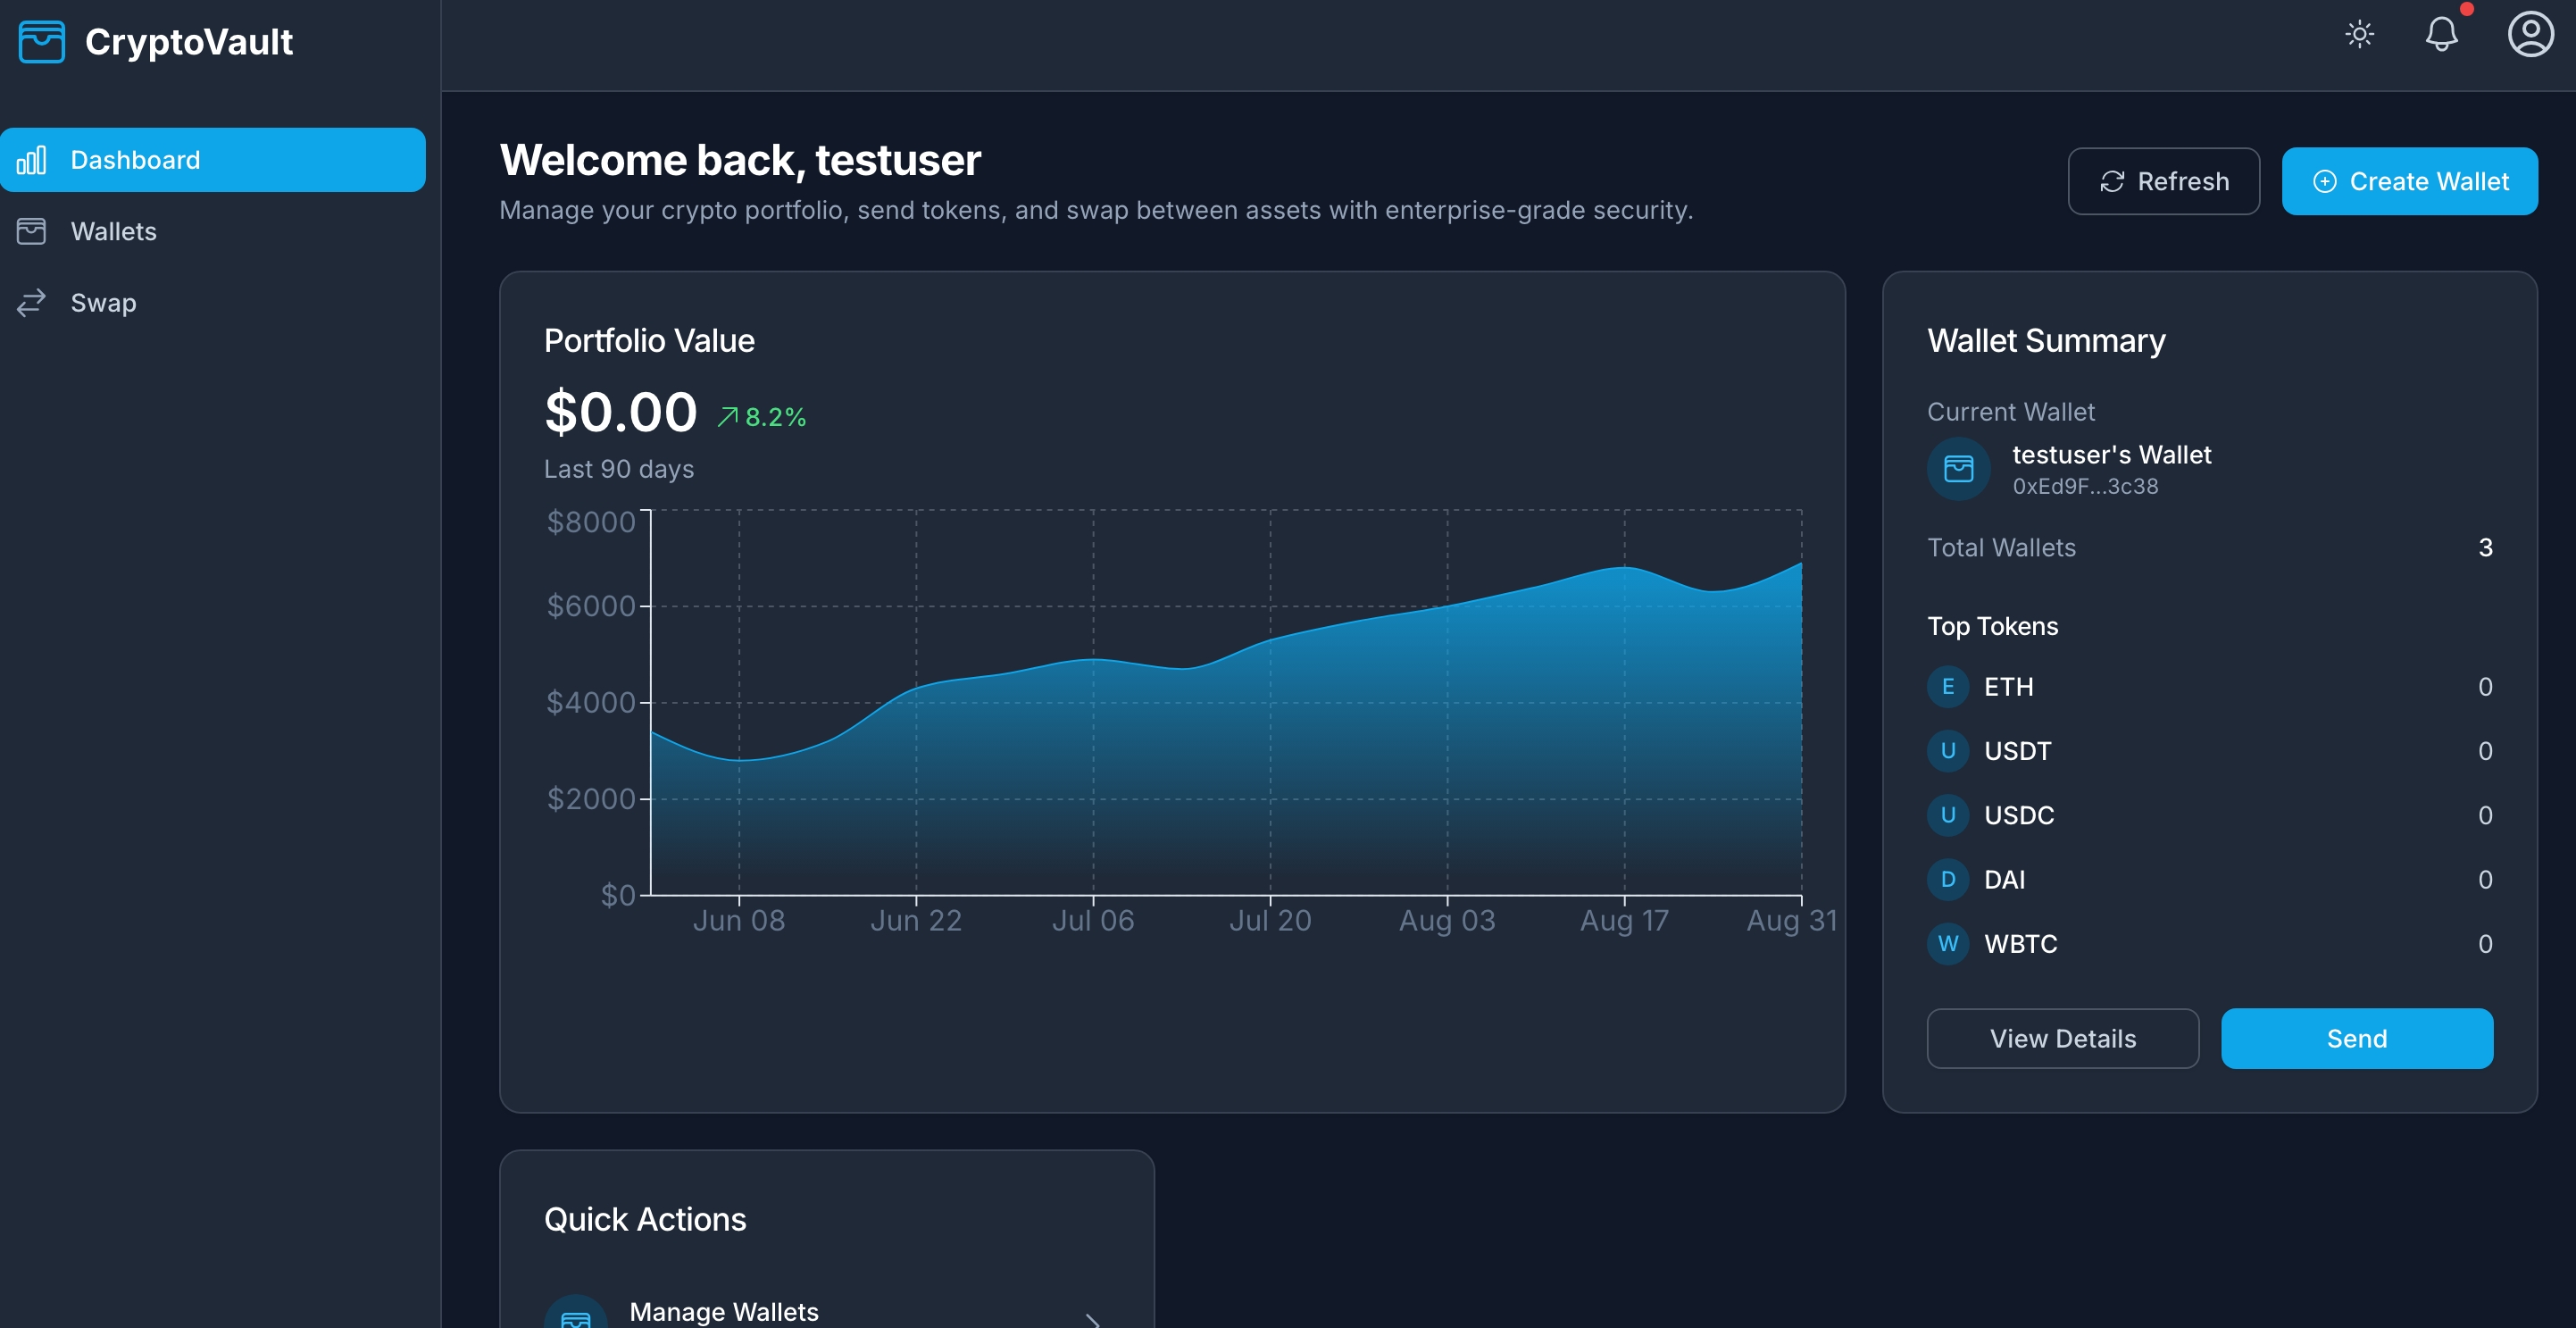 CryptoVault
Dashboard
Wallets
Swap
Welcome back, testuser
Manage your crypto portfolio, send tokens, and swap between assets with enterprise-grade security.
Refresh
Create Wallet
Portfolio Value
$0.00 8.2%
Last 90 days
$8000
$6000
$4000
$2000
$0
Jun 08 Jun 22 Jul 06 Jul 20 Aug 03 Aug 17 Aug 31
Wallet Summary
Current Wallet
testuser's Wallet
0xEd9F...3c38
Total Wallets 3
Top Tokens
E ETH 0
U USDT 0
U USDC 0
D DAI 0
W WBTC 0
View Details Send
Quick Actions
Manage Wallets